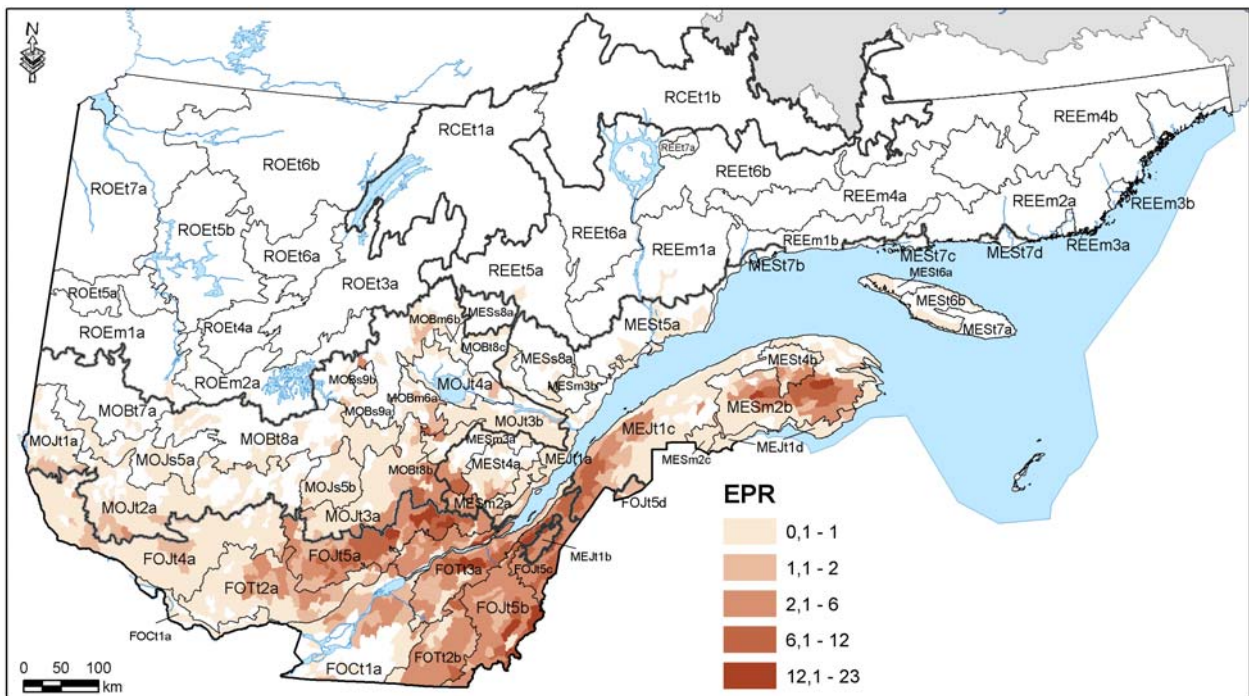 N
RCEt1b
RCEt1a
REEm4b
REEt7a
ROEt6b
REEt6b
ROEt7a
REEm4a
REEm2a
REEm3b
ROEt5b
REEt6a
REEm1a
REEm1b
REEm3a
ROEt6a
MESt7b
MESt7c
MESt7d
REEt5a
MESt6a
ROEt3a
ROEt5a
MESt6b
MOBm6b
MESs8a
MESt5a
MESt7a
ROEm1a
ROEt4a
MOBt8c
MESs8a
MESt4b
ROEm2a
MOBs9b
MOJt4a
MESm3b
MOBm6a
MESm2b
MOBt7a
MOBs9a
MOJt3b
MEJt1c
MOJt1a
MOBt8a
MESm3a
MEJt1d
MOJs5a
MOBt8b
MESt4a
MEJt1a
MESm2c
MOJs5b
MESm2a
FOJt5d
MOJt2a
MOJt3a
FOJt4a
FOJt5a
MEJt1b
FOTt3a
FOJt5c
FOTt2a
FOJt5b
FOCt1a
FOCt1a
FOTt2b
EPR
0,1 - 1
1,1 - 2
2,1 - 6
6,1 - 12
12,1 - 23
0 50 100
km